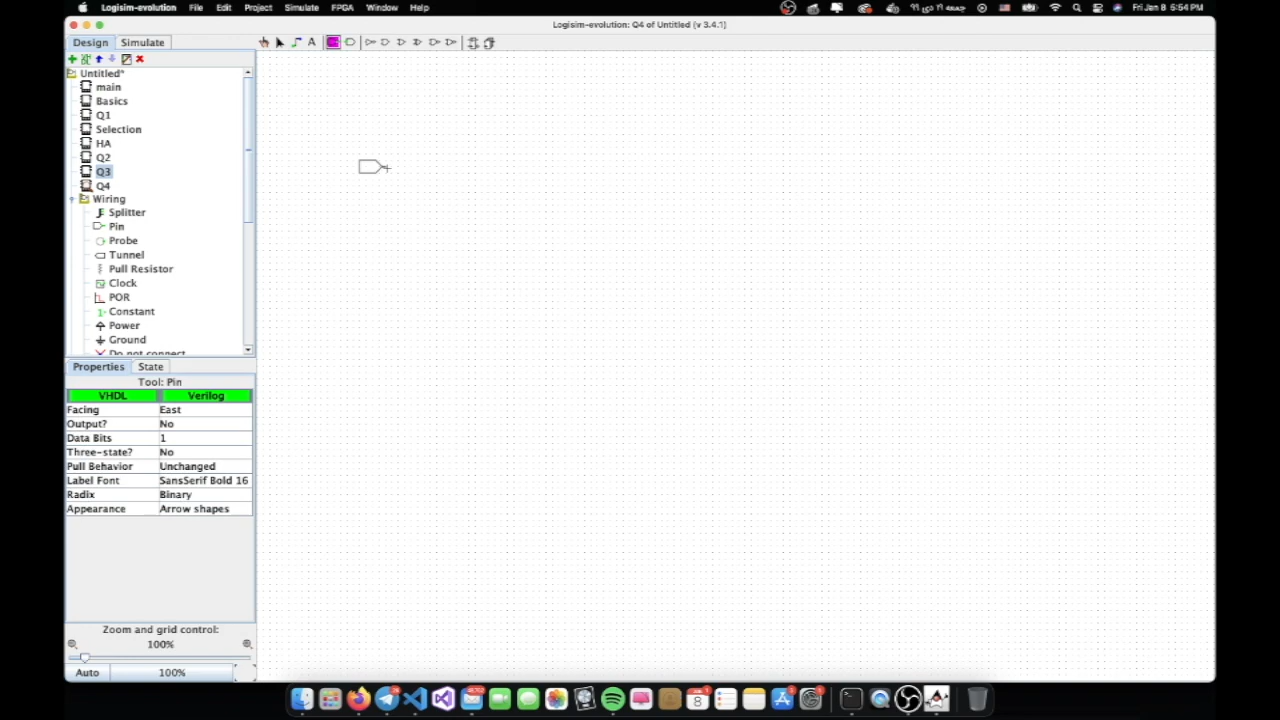 Logisim-evolution File Edit Project Simulate FPGA Window Help
Fri Jan 8 5:54 PM
Logisim-evolution: Q4 of Untitled (v 3.4.1)
Design Simulate
A
Untitled*
main
Basics
Q1
Selection
HA
Q2
Q3
Q4
Wiring
Splitter
Pin
Probe
Tunnel
Pull Resistor
Clock
POR
Constant
Power
Ground
Do not connect
Properties State
Tool: Pin
VHDL Verilog
Facing East
Output? No
Data Bits 1
Three-state? No
Pull Behavior Unchanged
Label Font SansSerif Bold 16
Radix Binary
Appearance Arrow shapes
Zoom and grid control:
100%
Auto 100%